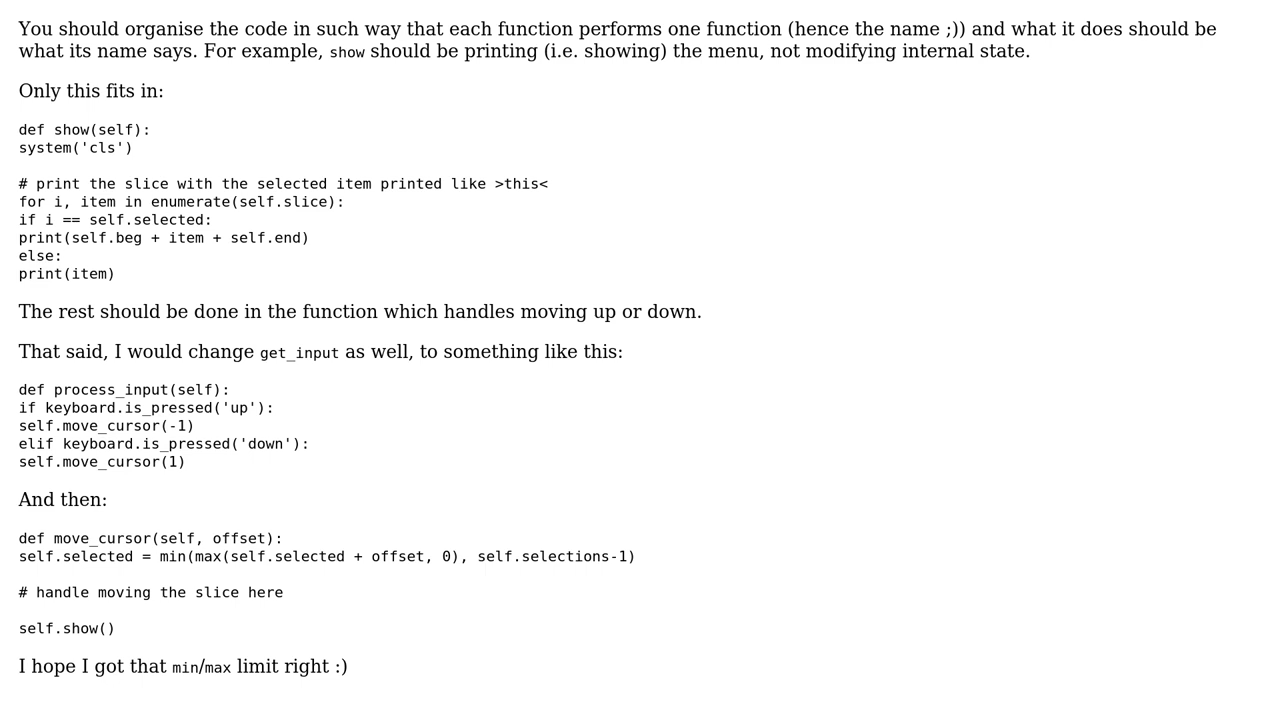 You should organise the code in such way that each function performs one function (hence the name ;)) and what it does should be
what its name says. For example, show should be printing (i.e. showing) the menu, not modifying internal state.
Only this fits in:
def show(self):
system('cls')
# print the slice with the selected item printed like >this<
for i, item in enumerate(self.slice):
if i == self.selected:
print(self.beg + item + self.end)
else:
print(item)
The rest should be done in the function which handles moving up or down.
That said, I would change get_input as well, to something like this:
def process_input(self):
if keyboard.is_pressed('up'):
self.move_cursor(-1)
elif keyboard.is_pressed('down'):
self.move_cursor(1)
And then:
def move_cursor(self, offset):
self.selected = min(max(self.selected + offset, 0), self.selections-1)
# handle moving the slice here
self.show()
I hope I got that min/max limit right :)